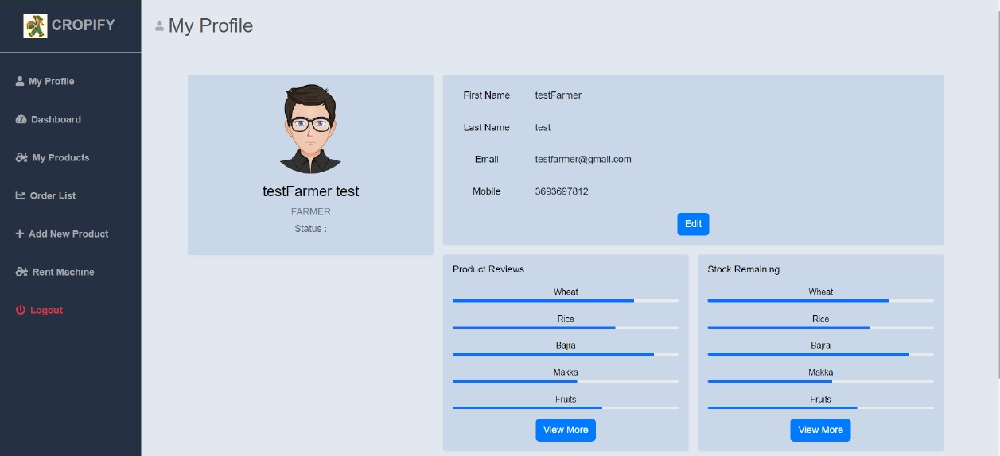 CROPIFY
My Profile
Dashboard
My Products
Order List
Add New Product
Rent Machine
Logout
My Profile
testFarmer test
FARMER
Status :
First Name testFarmer
Last Name test
Email testfarmer@gmail.com
Mobile 3693697812
Edit
Product Reviews
Wheat
Rice
Bajra
Makka
Fruits
View More
Stock Remaining
Wheat
Rice
Bajra
Makka
Fruits
View More